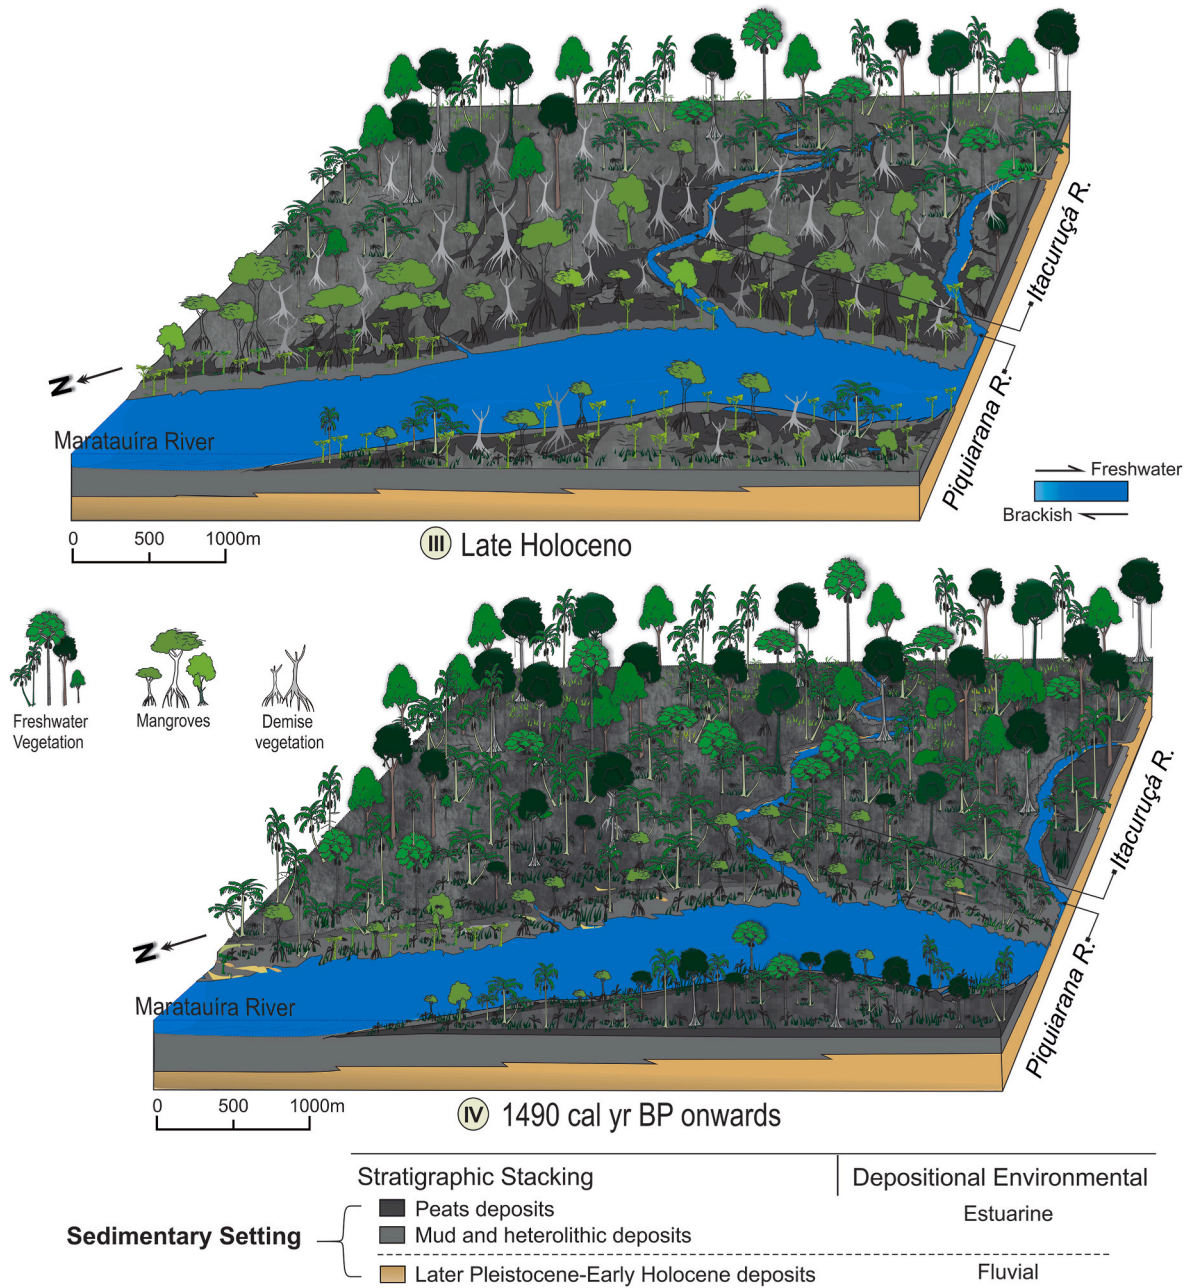 N
Maratauíra River
Itacuruçá R.
Piquiarana R.
Freshwater
Brackish
0 500 1000m
III Late Holoceno
Freshwater
Vegetation
Mangroves
Demise
vegetation
N
Maratauíra River
Itacuruçá R.
Piquiarana R.
0 500 1000m
IV 1490 cal yr BP onwards
Stratigraphic Stacking
Depositional Environmental
Sedimentary Setting
Peats deposits
Mud and heterolithic deposits
Estuarine
Later Pleistocene-Early Holocene deposits
Fluvial